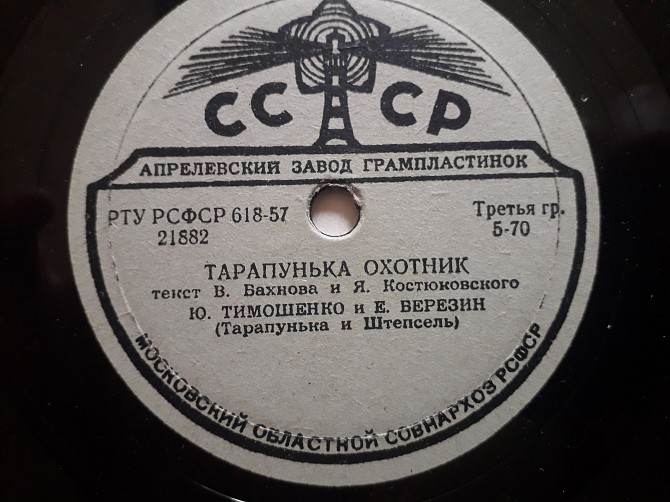 СССР
АПРЕЛЕВСКИЙ ЗАВОД ГРАМПЛАСТИНОК
РТУ РСФСР 618-57
21882
Третья гр.
5-70
ТАРАПУНЬКА ОХОТНИК
текст В. Бахнова и Я. Костюковского
Ю. ТИМОШЕНКО и Е. БЕРЕЗИН
(Тарапунька и Штепсель)
МОСКОВСКИЙ ОБЛАСТНОЙ СОВНАРХОЗ РСФСР